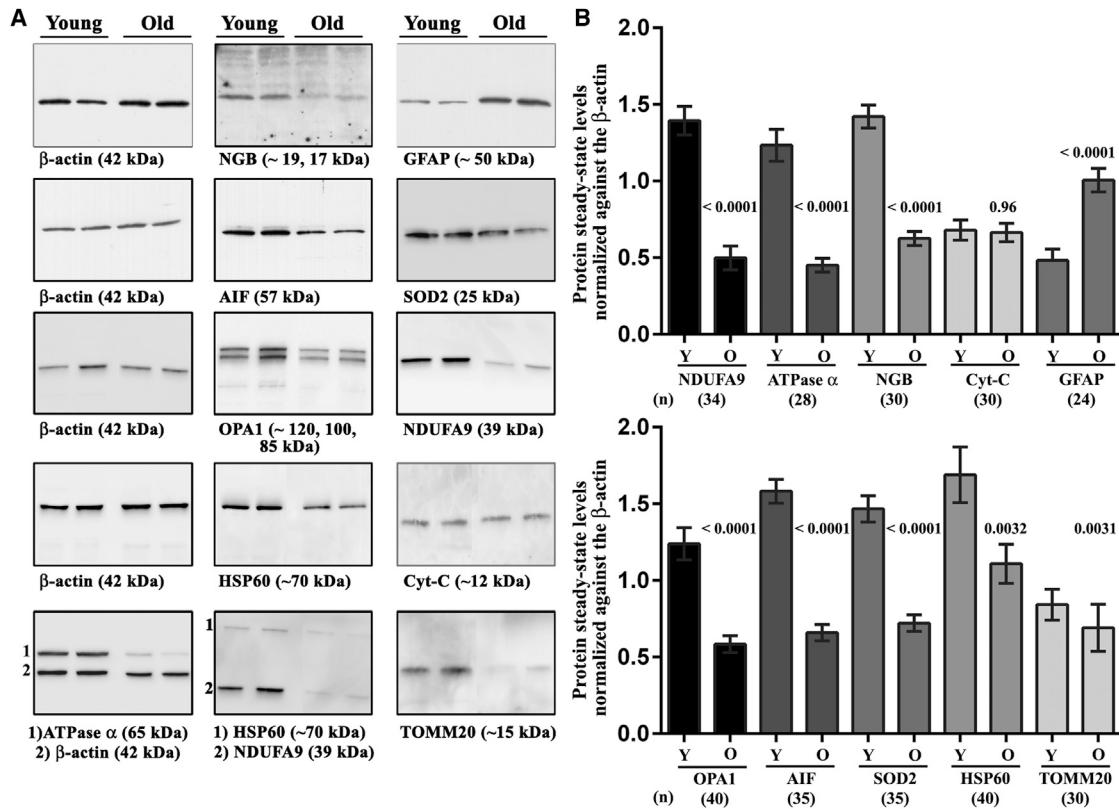 A
Young Old Young Old Young Old
β-actin (42 kDa) NGB (~ 19, 17 kDa) GFAP (~ 50 kDa)
β-actin (42 kDa) AIF (57 kDa) SOD2 (25 kDa)
β-actin (42 kDa) OPA1 (~ 120, 100, NDUFA9 (39 kDa)
85 kDa)
β-actin (42 kDa) HSP60 (~70 kDa) Cyt-C (~12 kDa)
1 1
2 2
1)ATPase α (65 kDa) 1) HSP60 (~70 kDa) TOMM20 (~15 kDa)
2) β-actin (42 kDa) 2) NDUFA9 (39 kDa)
B
Protein steady-state levels
normalized against the β-actin
2.0
1.5
1.0
0.5
0.0
< 0.0001 < 0.0001 < 0.0001 0.96 < 0.0001
Y O Y O Y O Y O Y O
NDUFA9 ATPase α NGB Cyt-C GFAP
(n) (34) (28) (30) (30) (24)
Protein steady-state levels
normalized against the β-actin
2.0
1.5
1.0
0.5
0.0
< 0.0001 < 0.0001 < 0.0001 0.0032 0.0031
Y O Y O Y O Y O Y O
OPA1 AIF SOD2 HSP60 TOMM20
(n) (40) (35) (35) (40) (30)